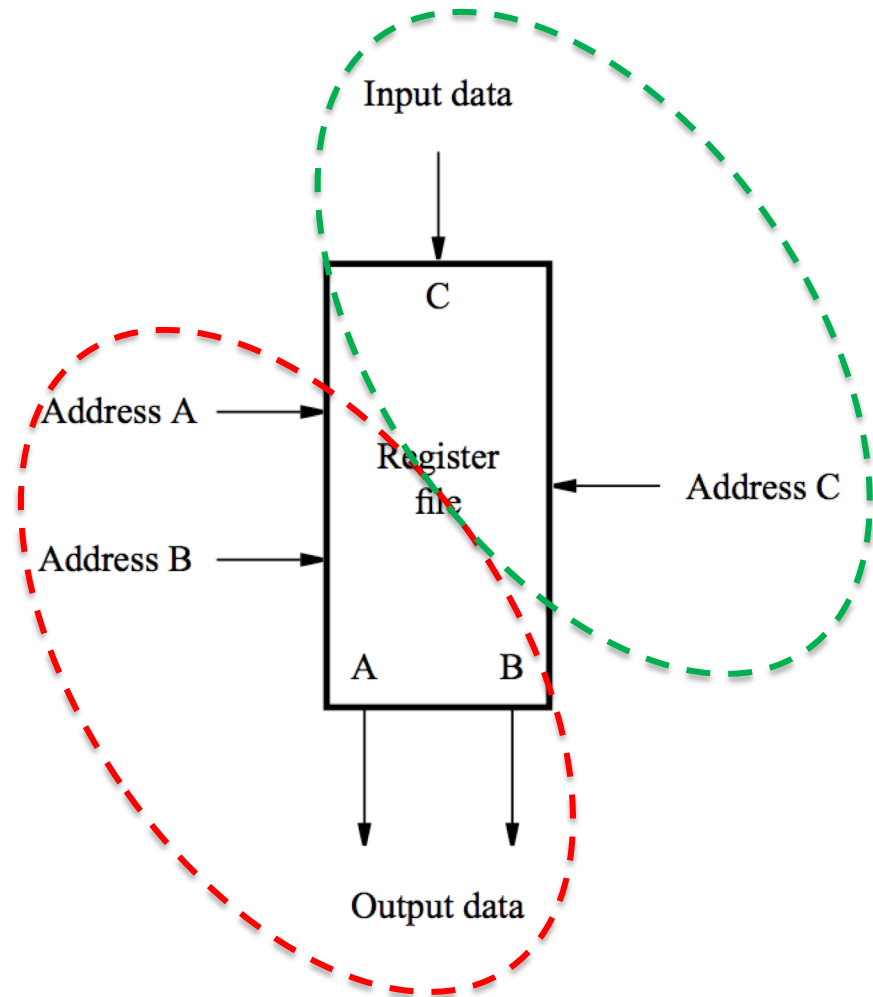 Input data
C
Address A
Register
file
Address C
Address B
A
B
Output data